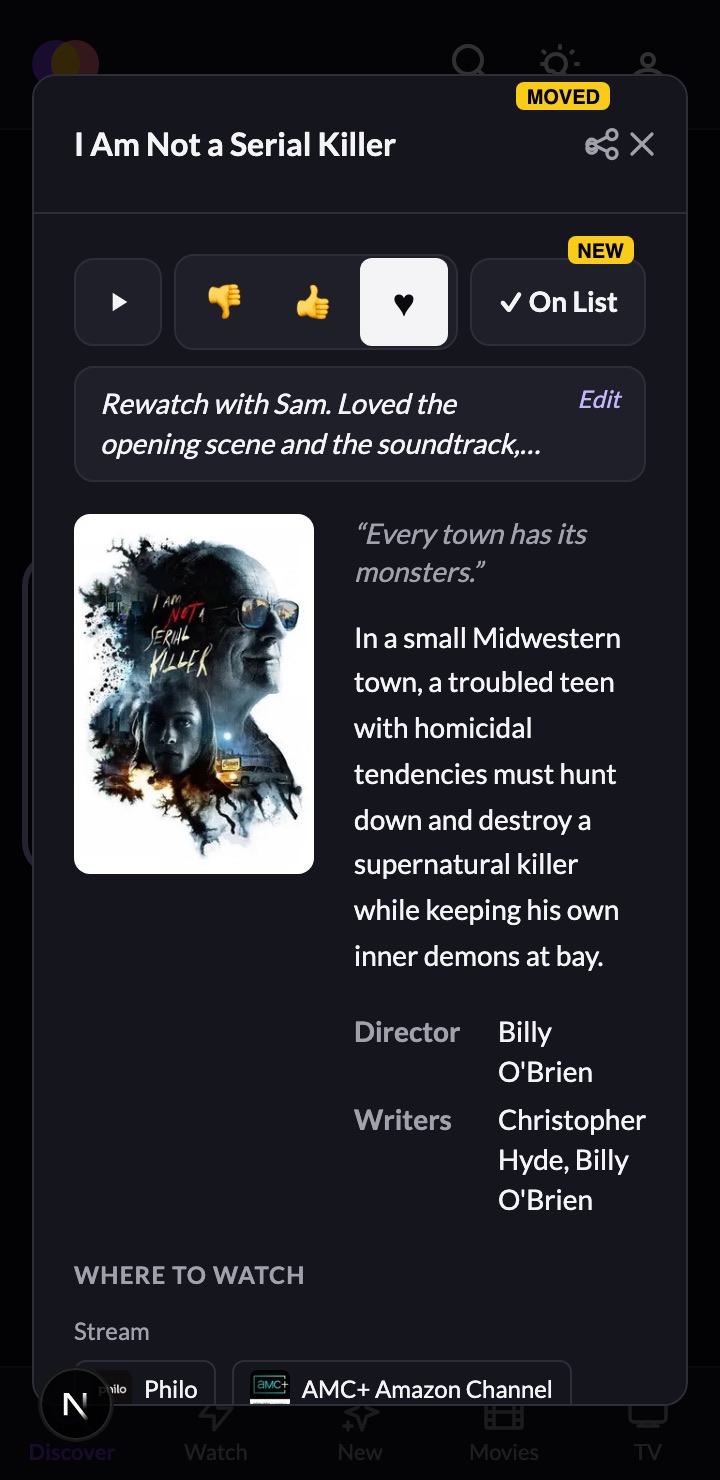 MOVED
I Am Not a Serial Killer
NEW
✓ On List
Rewatch with Sam. Loved the
opening scene and the soundtrack,...
Edit
I AM
NOT A
SERIAL
KILLER
“Every town has its
monsters.”
In a small Midwestern
town, a troubled teen
with homicidal
tendencies must hunt
down and destroy a
supernatural killer
while keeping his own
inner demons at bay.
Director
Billy
O'Brien
Writers
Christopher
Hyde, Billy
O'Brien
WHERE TO WATCH
Stream
Philo
AMC+
AMC+ Amazon Channel
N
Discover
Watch
New
Movies
TV